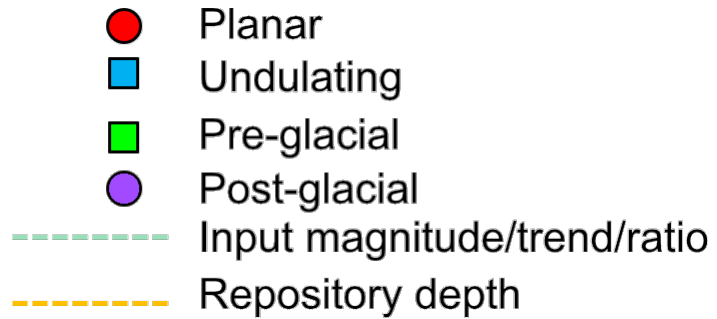 Planar
Undulating
Pre-glacial
Post-glacial
Input magnitude/trend/ratio
Repository depth